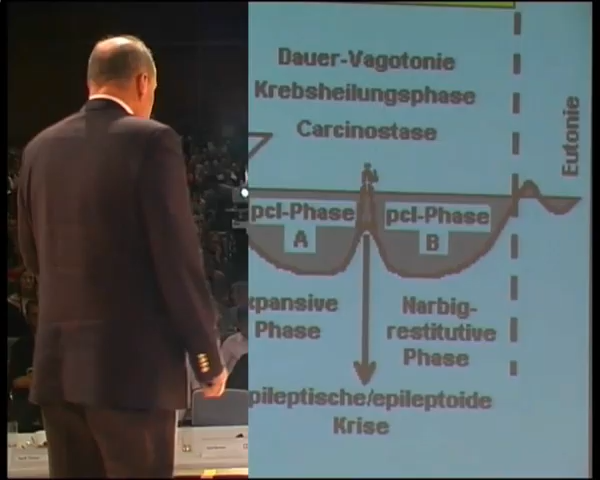 Dauer-Vagotonie
Krebsheilungsphase
Carcinostase
Eutonie
pcl-Phase
A
pcl-Phase
B
xpansive
Phase
Narbig-
restitutive
Phase
pileptische/epileptoide
Krise